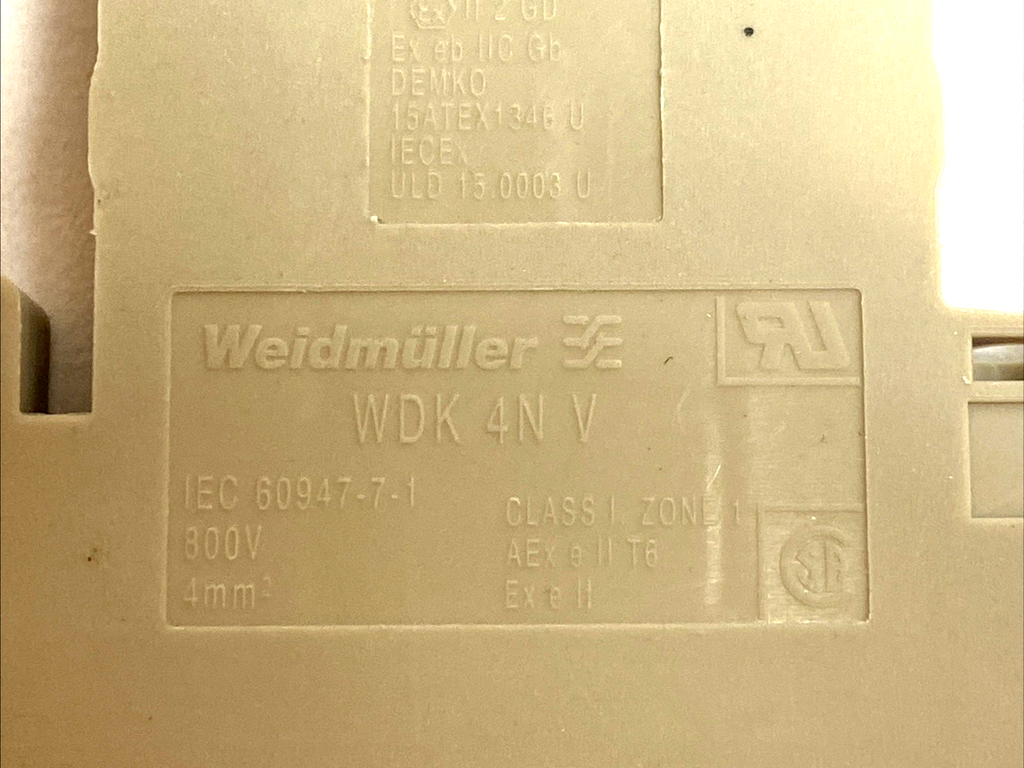 II 2 GD
Ex eb IIC Gb
DEMKO
15ATEX1346 U
IECEx
ULD 15.0003 U
Weidmüller
WDK 4N V
IEC 60947-7-1
800V
4mm²
CLASS I, ZONE 1
AEx e II T6
Ex e II